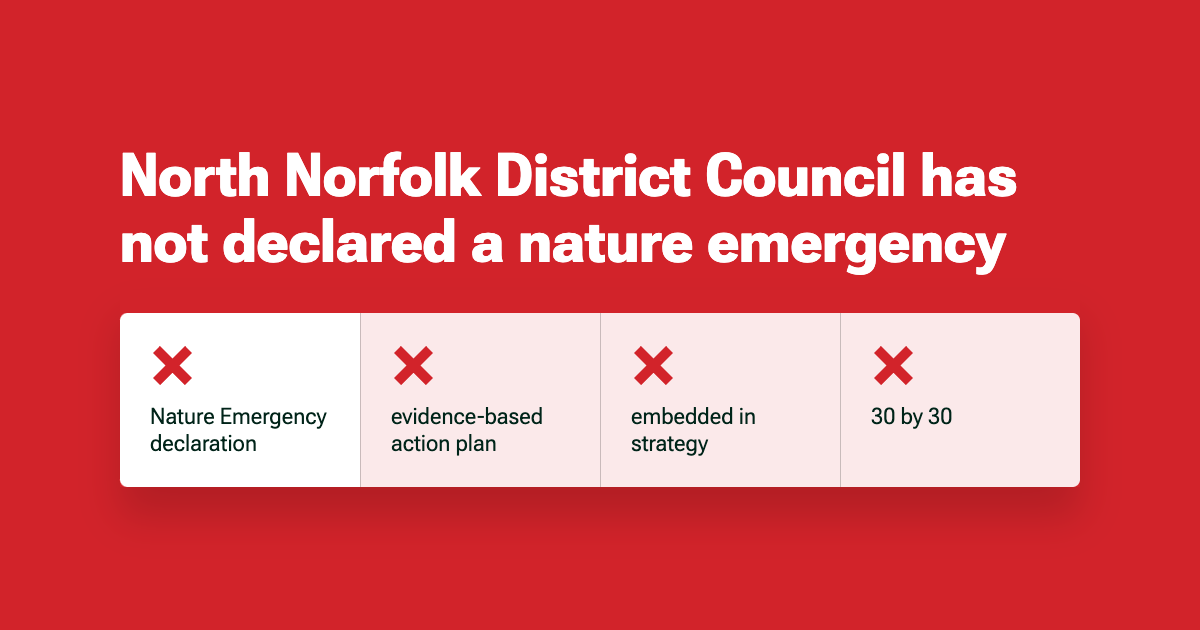 North Norfolk District Council has
not declared a nature emergency
Nature Emergency
declaration
evidence-based
action plan
embedded in
strategy
30 by 30